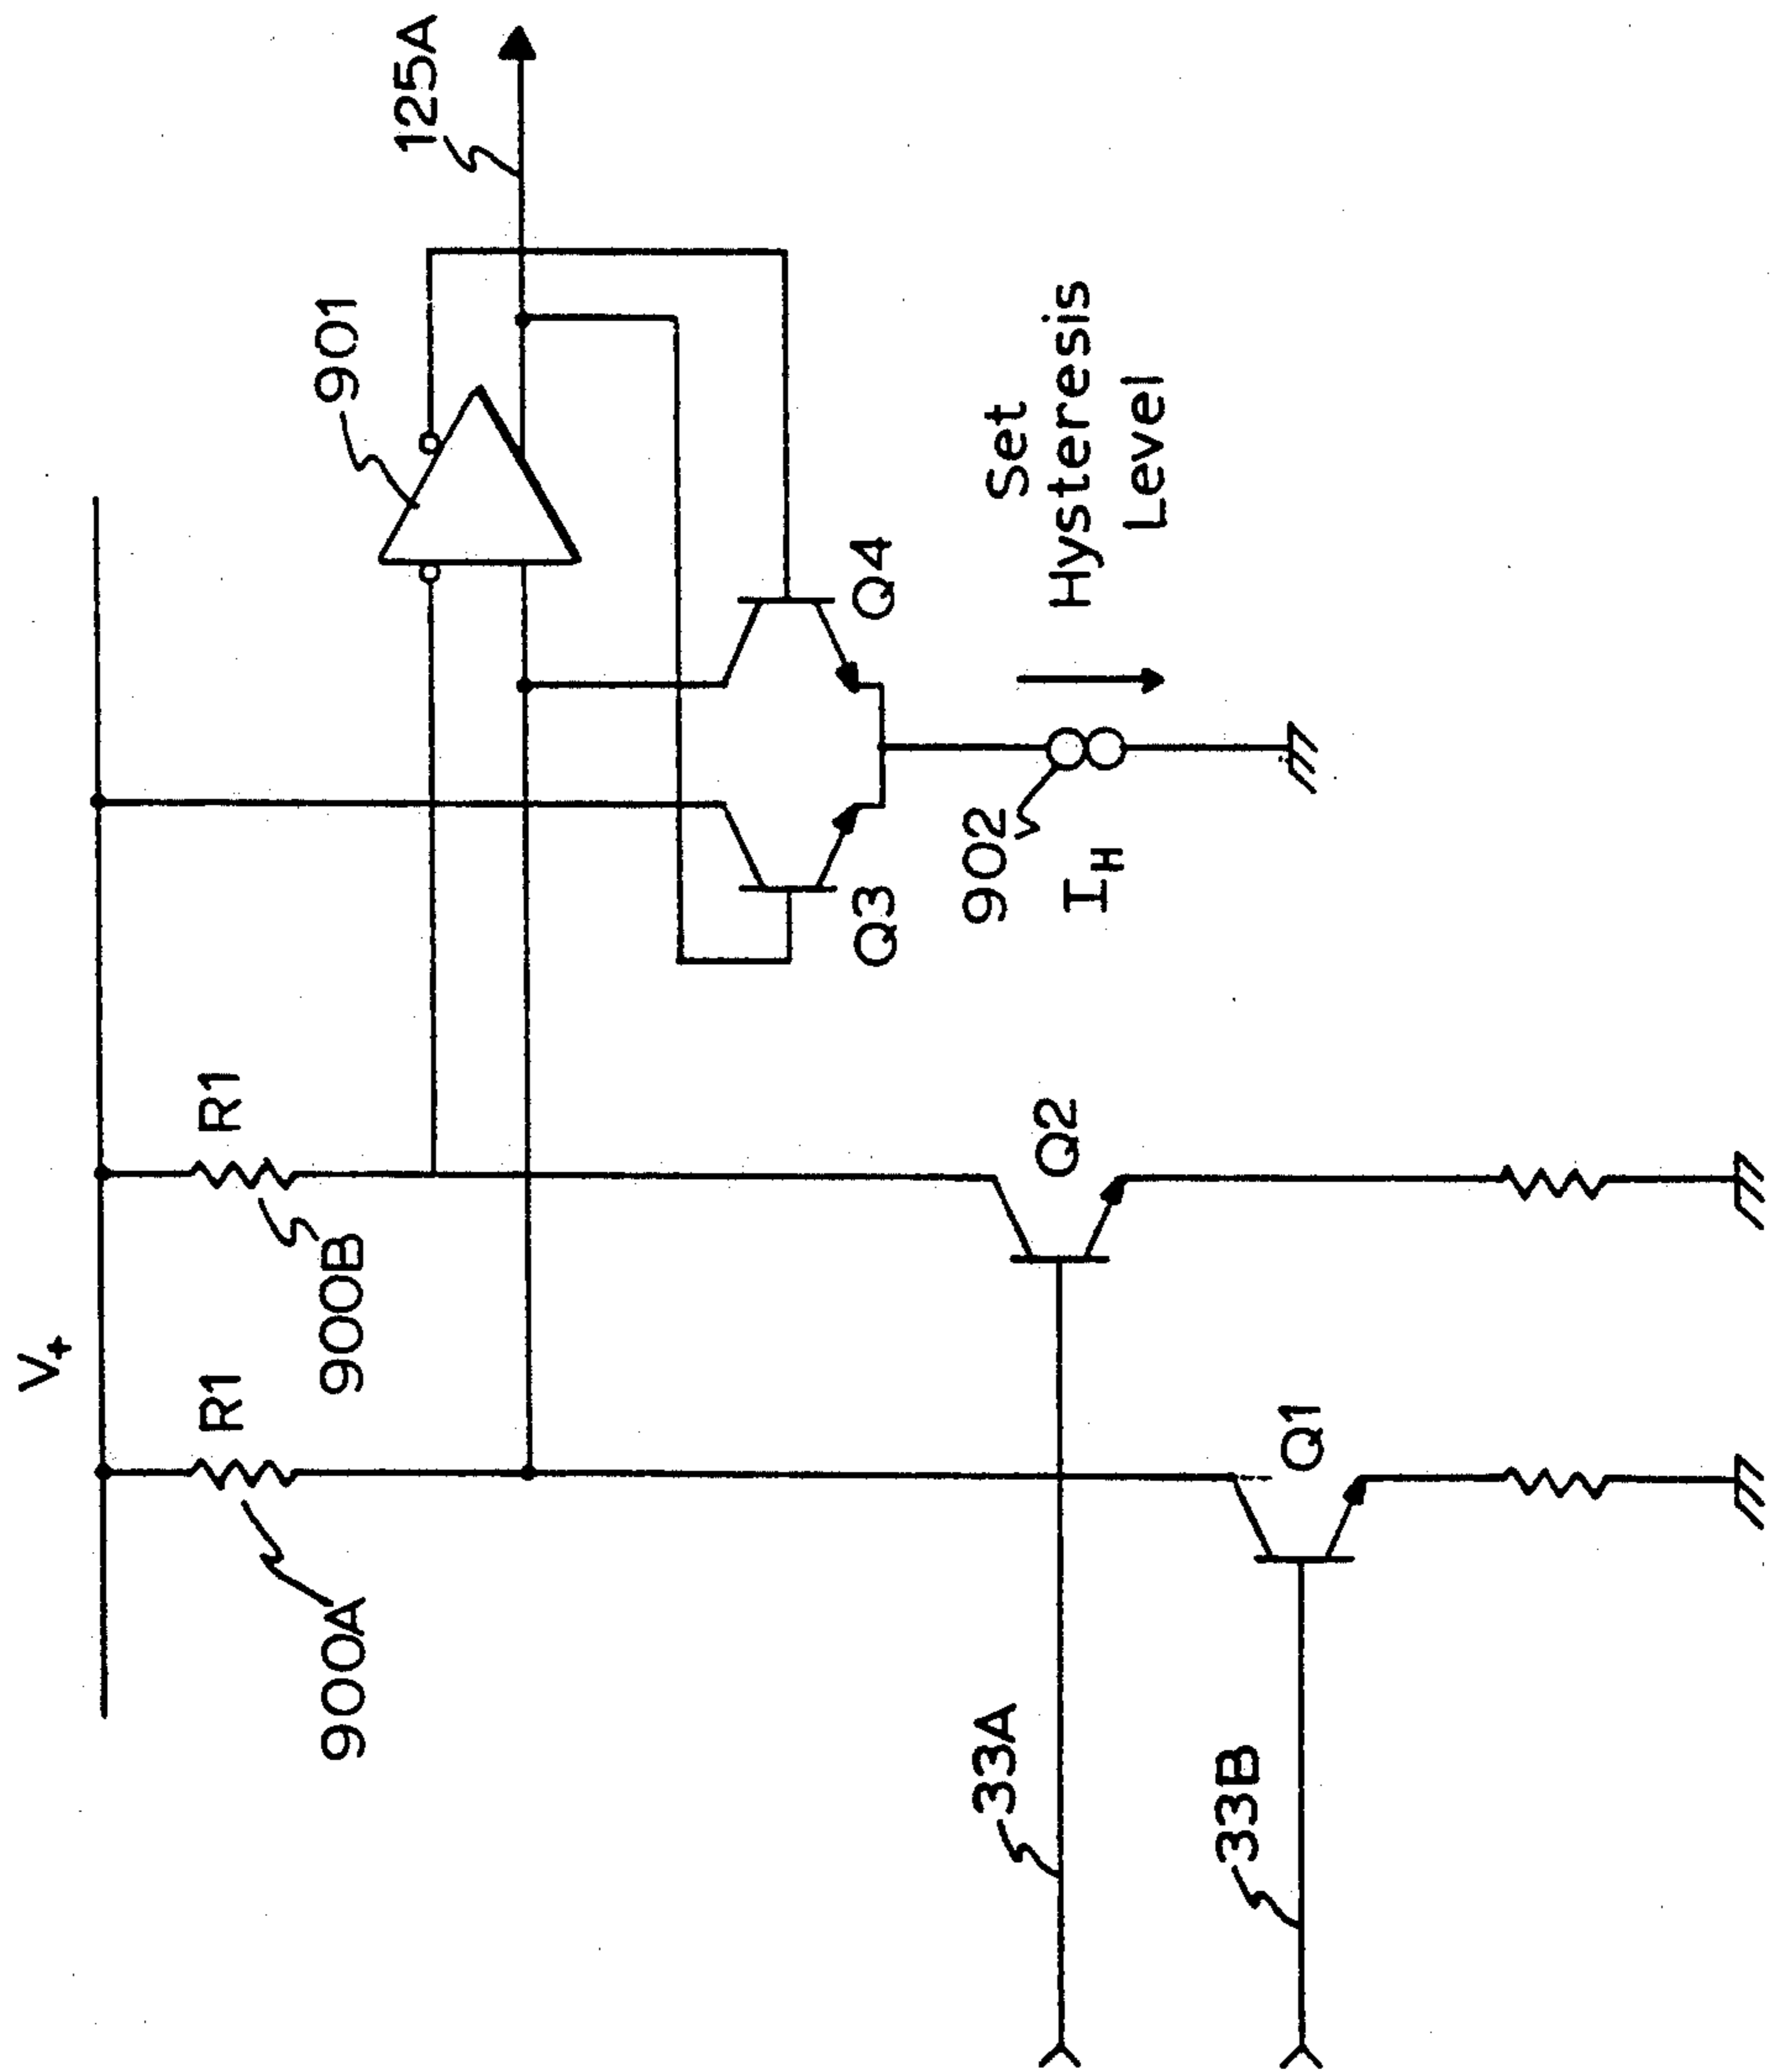 V+
R1
R1
900A
900B
901
125A
33A
33B
Q1
Q2
Q3
Q4
902
IH
Set
Hysteresis
Level